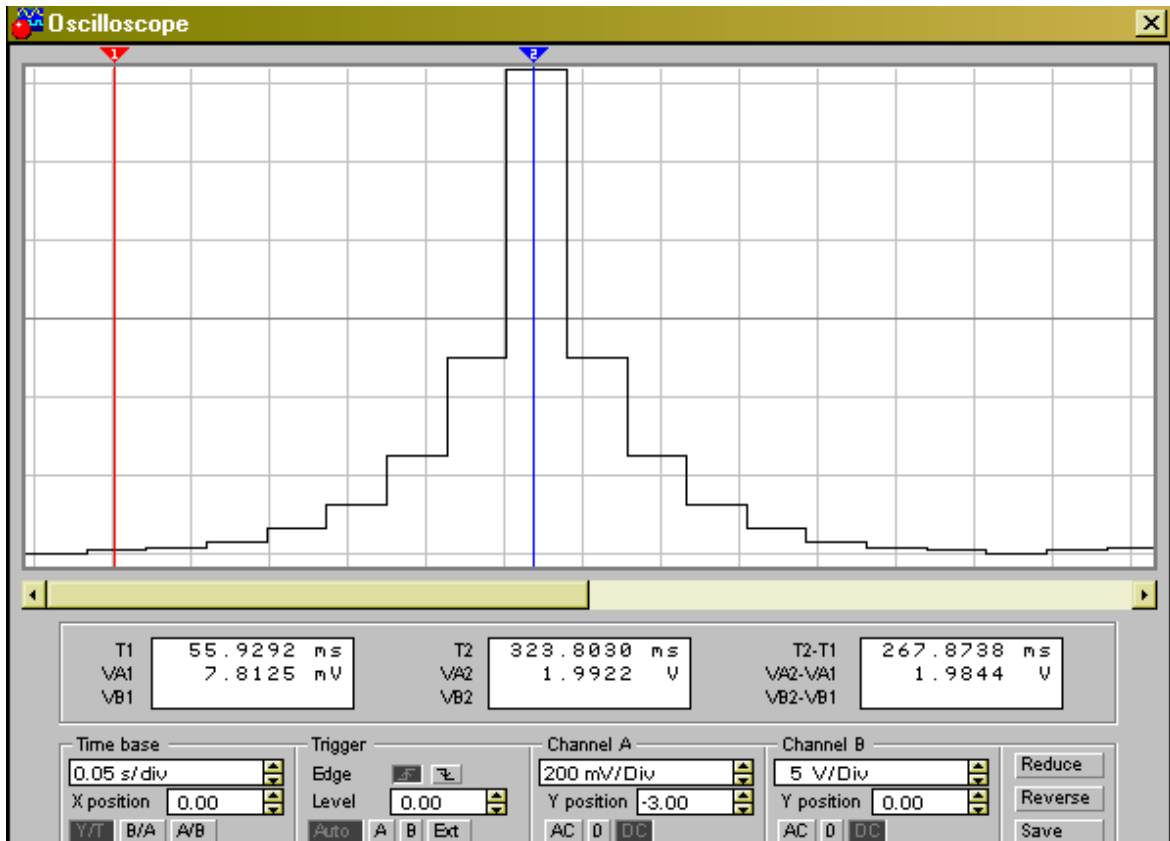 Oscilloscope
1
2
T1 55.9292 ms
VA1 7.8125 mV
VB1
T2 323.8030 ms
VA2 1.9922 V
VB2
T2-T1 267.8738 ms
VA2-VA1 1.9844 V
VB2-VB1
Time base
0.05 s/div
X position 0.00
Y/T B/A A/B
Trigger
Edge
Level 0.00
Auto A B Ext
Channel A
200 mV/Div
Y position -3.00
AC 0 DC
Channel B
5 V/Div
Y position 0.00
AC 0 DC
Reduce
Reverse
Save